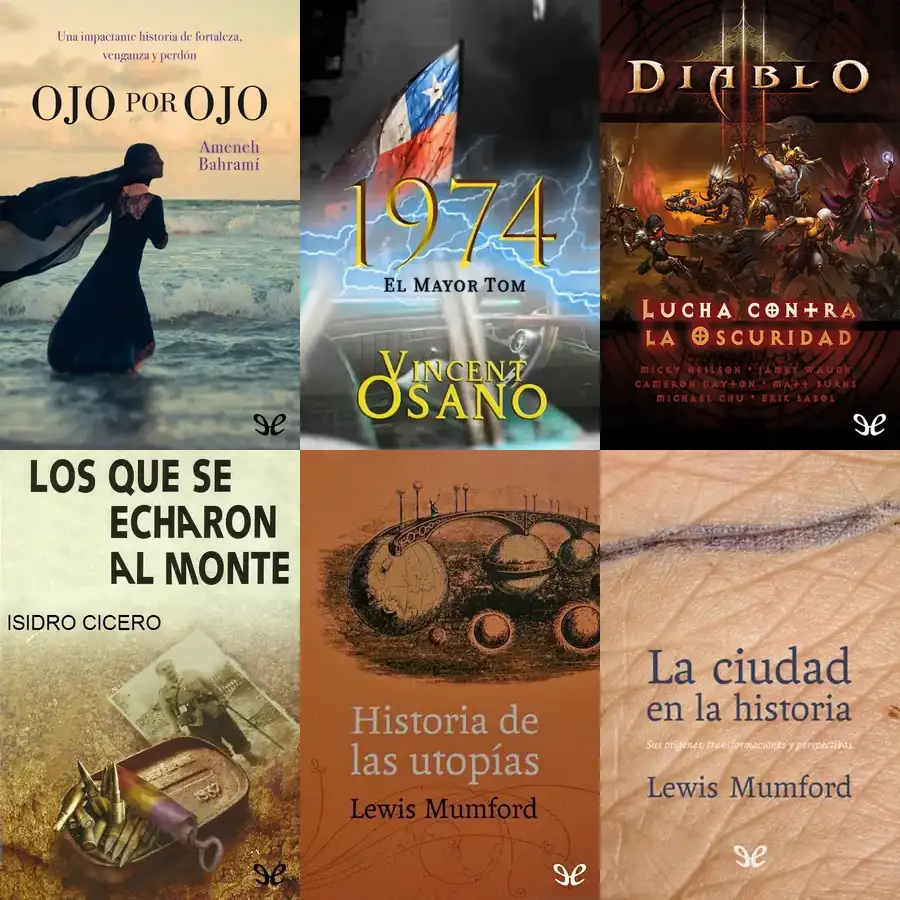 Una impactante historia de fortaleza,
venganza y perdón
OJO POR OJO
Ameneh
Bahramí
1974
EL MAYOR TOM
VINCENT
OSANO
DIABLO
III
LUCHA CONTRA
LA OSCURIDAD
MICKY NEILSON • JAMES WAUGH
CAMERON DAYTON • MATT BURNS
MICHAEL CHU • ERIK SABOL
LOS QUE SE
ECHARON
AL MONTE
ISIDRO CICERO
Historia de
las utopías
Lewis Mumford
La ciudad
en la historia
Sus orígenes, transformaciones y perspectivas
Lewis Mumford